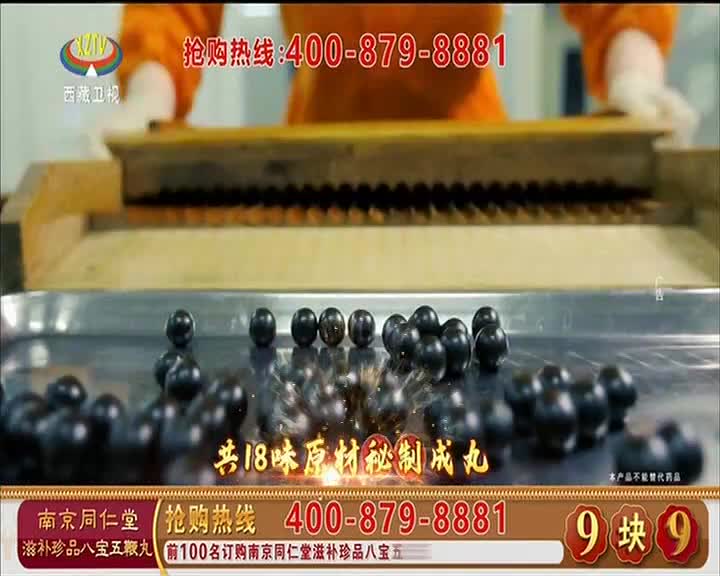 XZTV
西藏卫视
抢购热线:400-879-8881
共18味原材秘制成丸
本产品不能替代药品
南京同仁堂
滋补珍品八宝五鞭丸
抢购热线 400-879-8881
前100名订购南京同仁堂滋补珍品八宝五
9块9